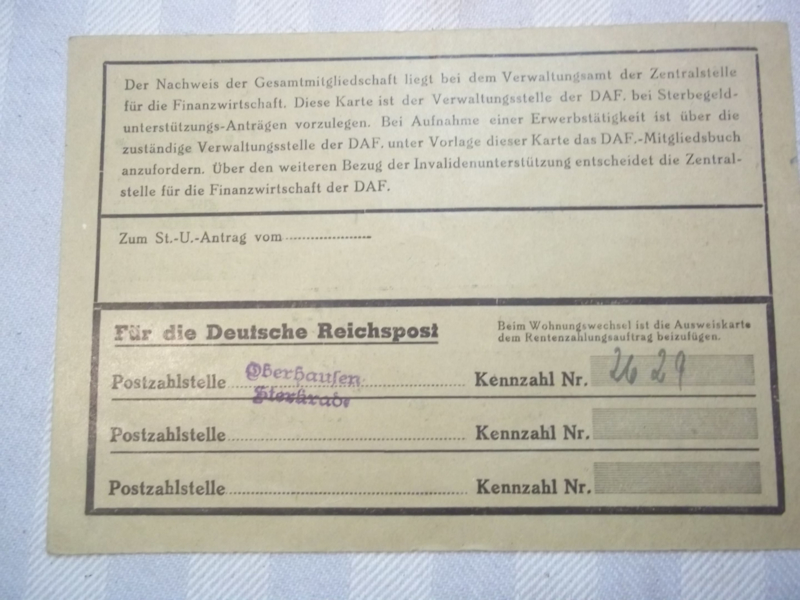 Der Nachweis der Gesamtmitgliedschaft liegt bei dem Verwaltungsamt der Zentralstelle
für die Finanzwirtschaft. Diese Karte ist der Verwaltungsstelle der DAF. bei Sterbegeld-
unterstützungs-Anträgen vorzulegen. Bei Aufnahme einer Erwerbstätigkeit ist über die
zuständige Verwaltungsstelle der DAF. unter Vorlage dieser Karte das DAF.-Mitgliedsbuch
anzufordern. Über den weiteren Bezug der Invalidenunterstützung entscheidet die Zentral-
stelle für die Finanzwirtschaft der DAF.
Zum St.-U.-Antrag vom
Für die Deutsche Reichspost
Beim Wohnungswechsel ist die Ausweiskarte
dem Rentenzahlungsauftrag beizufügen.
Postzahlstelle Oberhausen Kennzahl Nr. 2629
Sterkrade
Postzahlstelle Kennzahl Nr.
Postzahlstelle Kennzahl Nr.